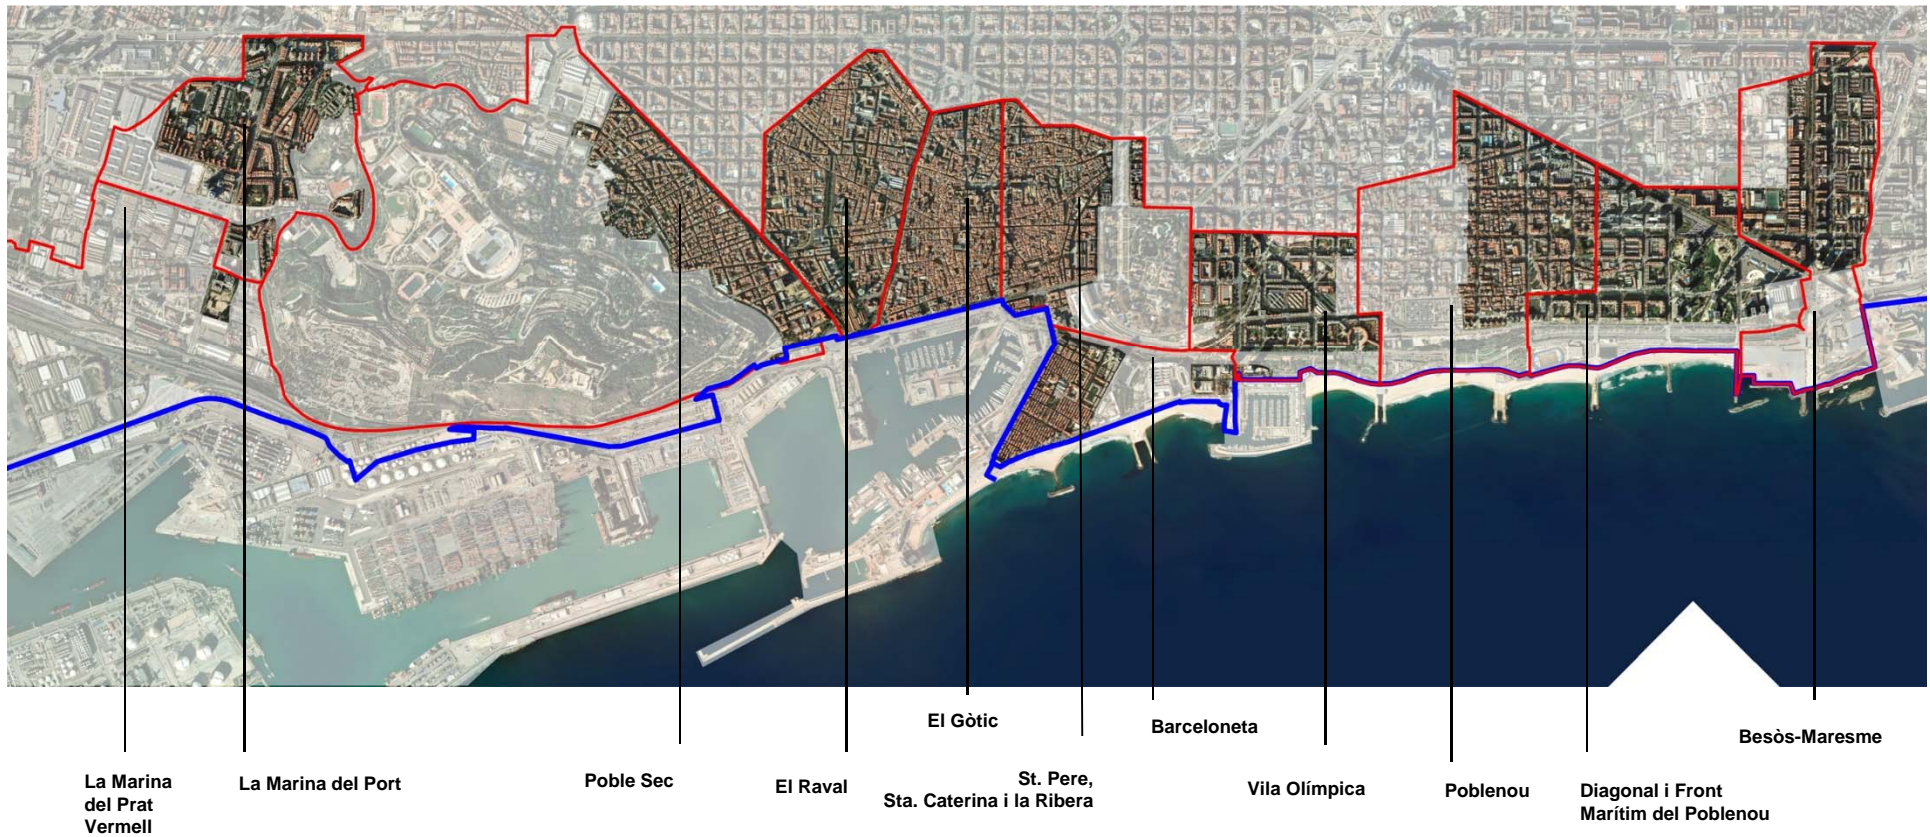 La Marina
del Prat
Vermell
La Marina del Port
Poble Sec
El Raval
El Gòtic
St. Pere,
Sta. Caterina i la Ribera
Barceloneta
Vila Olímpica
Poblenou
Diagonal i Front
Marítim del Poblenou
Besòs-Maresme